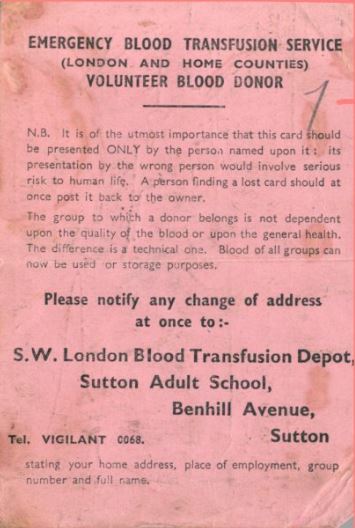 EMERGENCY BLOOD TRANSFUSION SERVICE
(LONDON AND HOME COUNTIES)
VOLUNTEER BLOOD DONOR
N.B. It is of the utmost importance that this card should
be presented ONLY by the person named upon it : its
presentation by the wrong person would involve serious
risk to human life. A person finding a lost card should at
once post it back to the owner.
The group to which a donor belongs is not dependent
upon the quality of the blood or upon the general health.
The difference is a technical one. Blood of all groups can
now be used or storage purposes.
Please notify any change of address
at once to :-
S.W. London Blood Transfusion Depot,
Sutton Adult School,
Benhill Avenue,
Tel. VIGILANT 0068. Sutton
stating your home address, place of employment, group
number and full name.